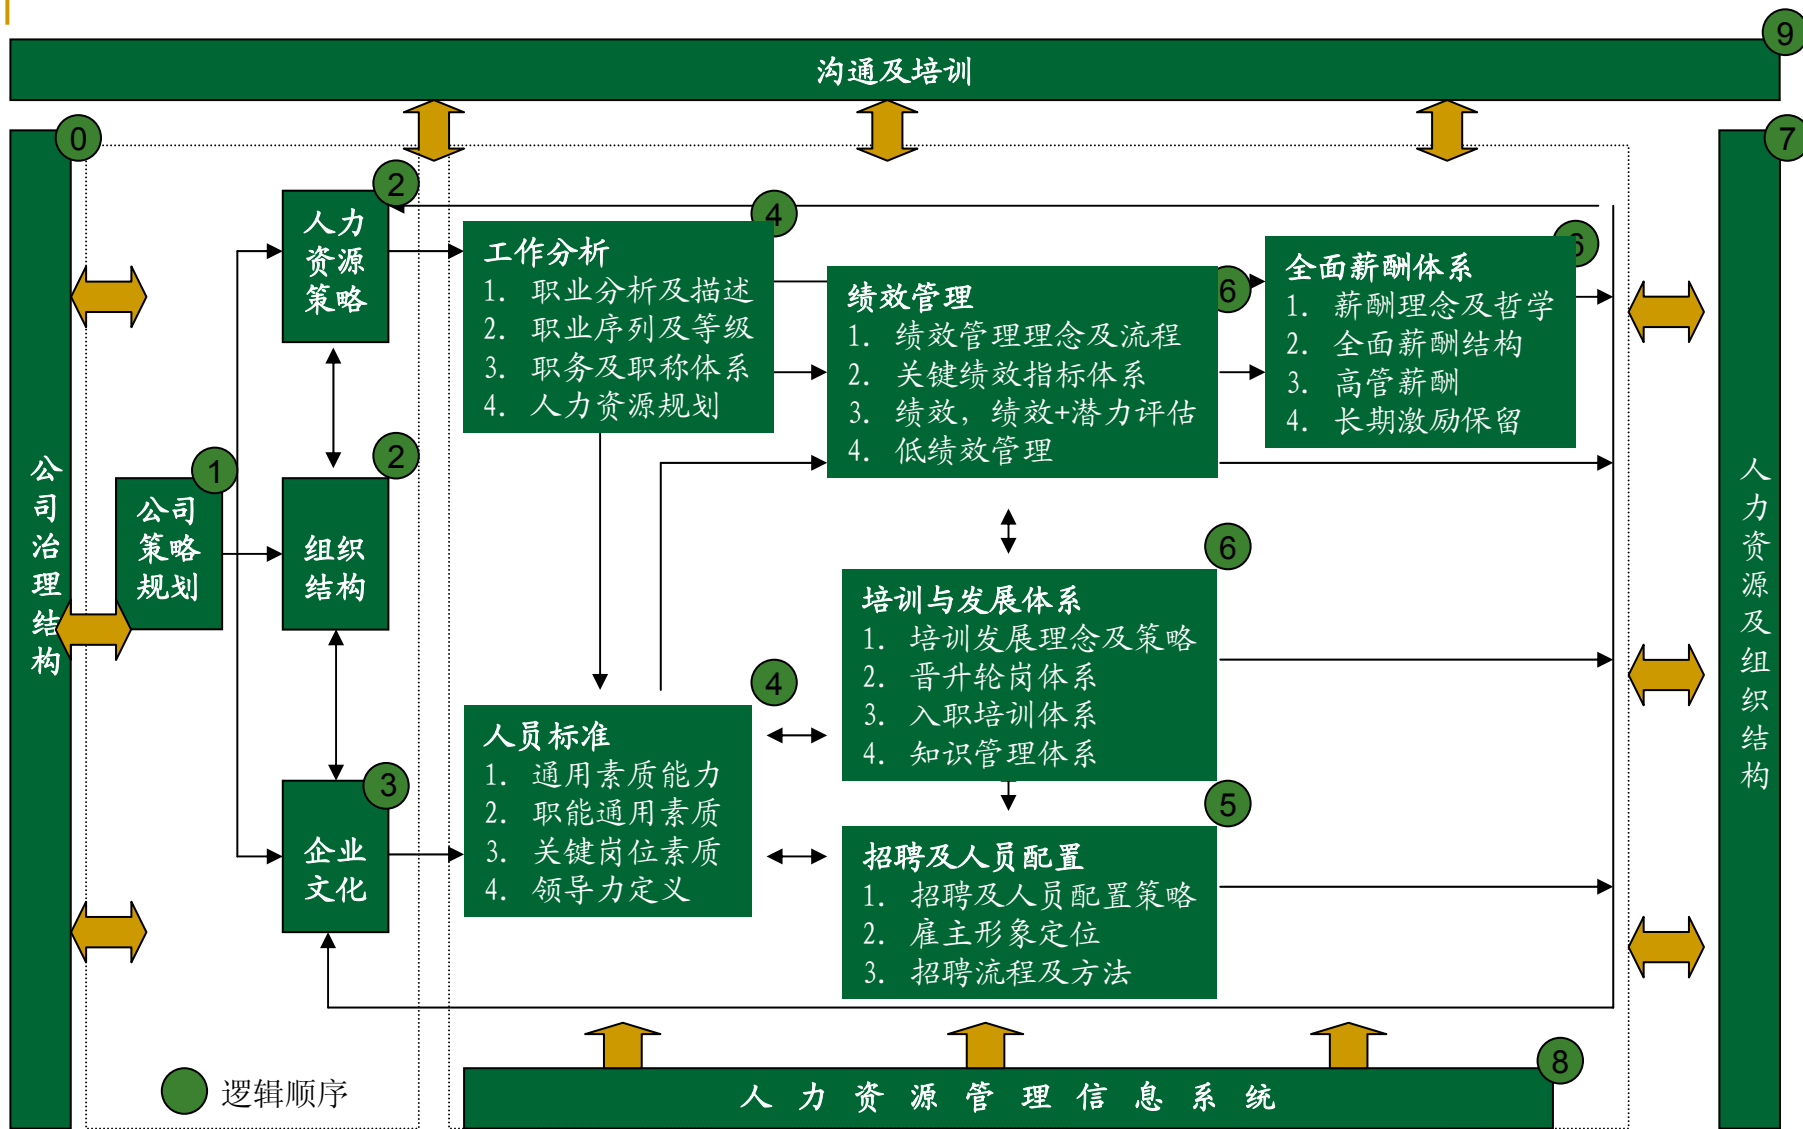 9
沟通及培训
0
公司治理结构
7
人力资源及组织结构
2
人力
资源
策略
1
公司
策略
规划
2
组织
结构
3
企业
文化
4
工作分析
1. 职业分析及描述
2. 职业序列及等级
3. 职务及职称体系
4. 人力资源规划
6
绩效管理
1. 绩效管理理念及流程
2. 关键绩效指标体系
3. 绩效, 绩效+潜力评估
4. 低绩效管理
6
全面薪酬体系
1. 薪酬理念及哲学
2. 全面薪酬结构
3. 高管薪酬
4. 长期激励保留
4
人员标准
1. 通用素质能力
2. 职能通用素质
3. 关键岗位素质
4. 领导力定义
6
培训与发展体系
1. 培训发展理念及策略
2. 晋升轮岗体系
3. 入职培训体系
4. 知识管理体系
5
招聘及人员配置
1. 招聘及人员配置策略
2. 雇主形象定位
3. 招聘流程及方法
8
人力资源管理信息系统
逻辑顺序